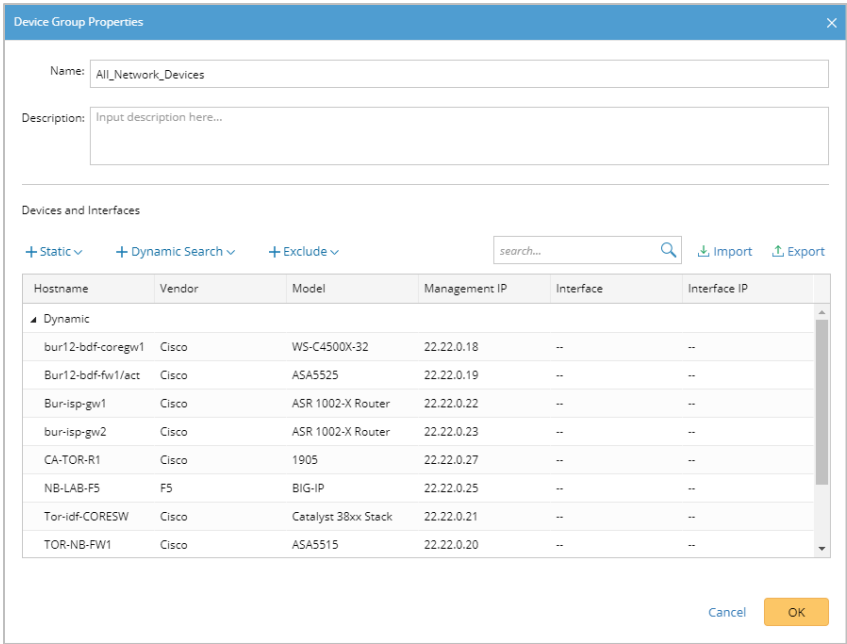 Device Group Properties
Name: All_Network_Devices
Description: Input description here...
Devices and Interfaces
Static Dynamic Search Exclude search... Import Export
Hostname Vendor Model Management IP Interface Interface IP
Dynamic
bur12-bdf-coregw1 Cisco WS-C4500X-32 22.22.0.18 -- --
Bur12-bdf-fw1/act Cisco ASA5525 22.22.0.19 -- --
Bur-isp-gw1 Cisco ASR 1002-X Router 22.22.0.22 -- --
bur-isp-gw2 Cisco ASR 1002-X Router 22.22.0.23 -- --
CA-TOR-R1 Cisco 1905 22.22.0.27 -- --
NB-LAB-F5 F5 BIG-IP 22.22.0.25 -- --
Tor-idf-CORESW Cisco Catalyst 38xx Stack 22.22.0.21 -- --
TOR-NB-FW1 Cisco ASA5515 22.22.0.20 -- --
Cancel OK